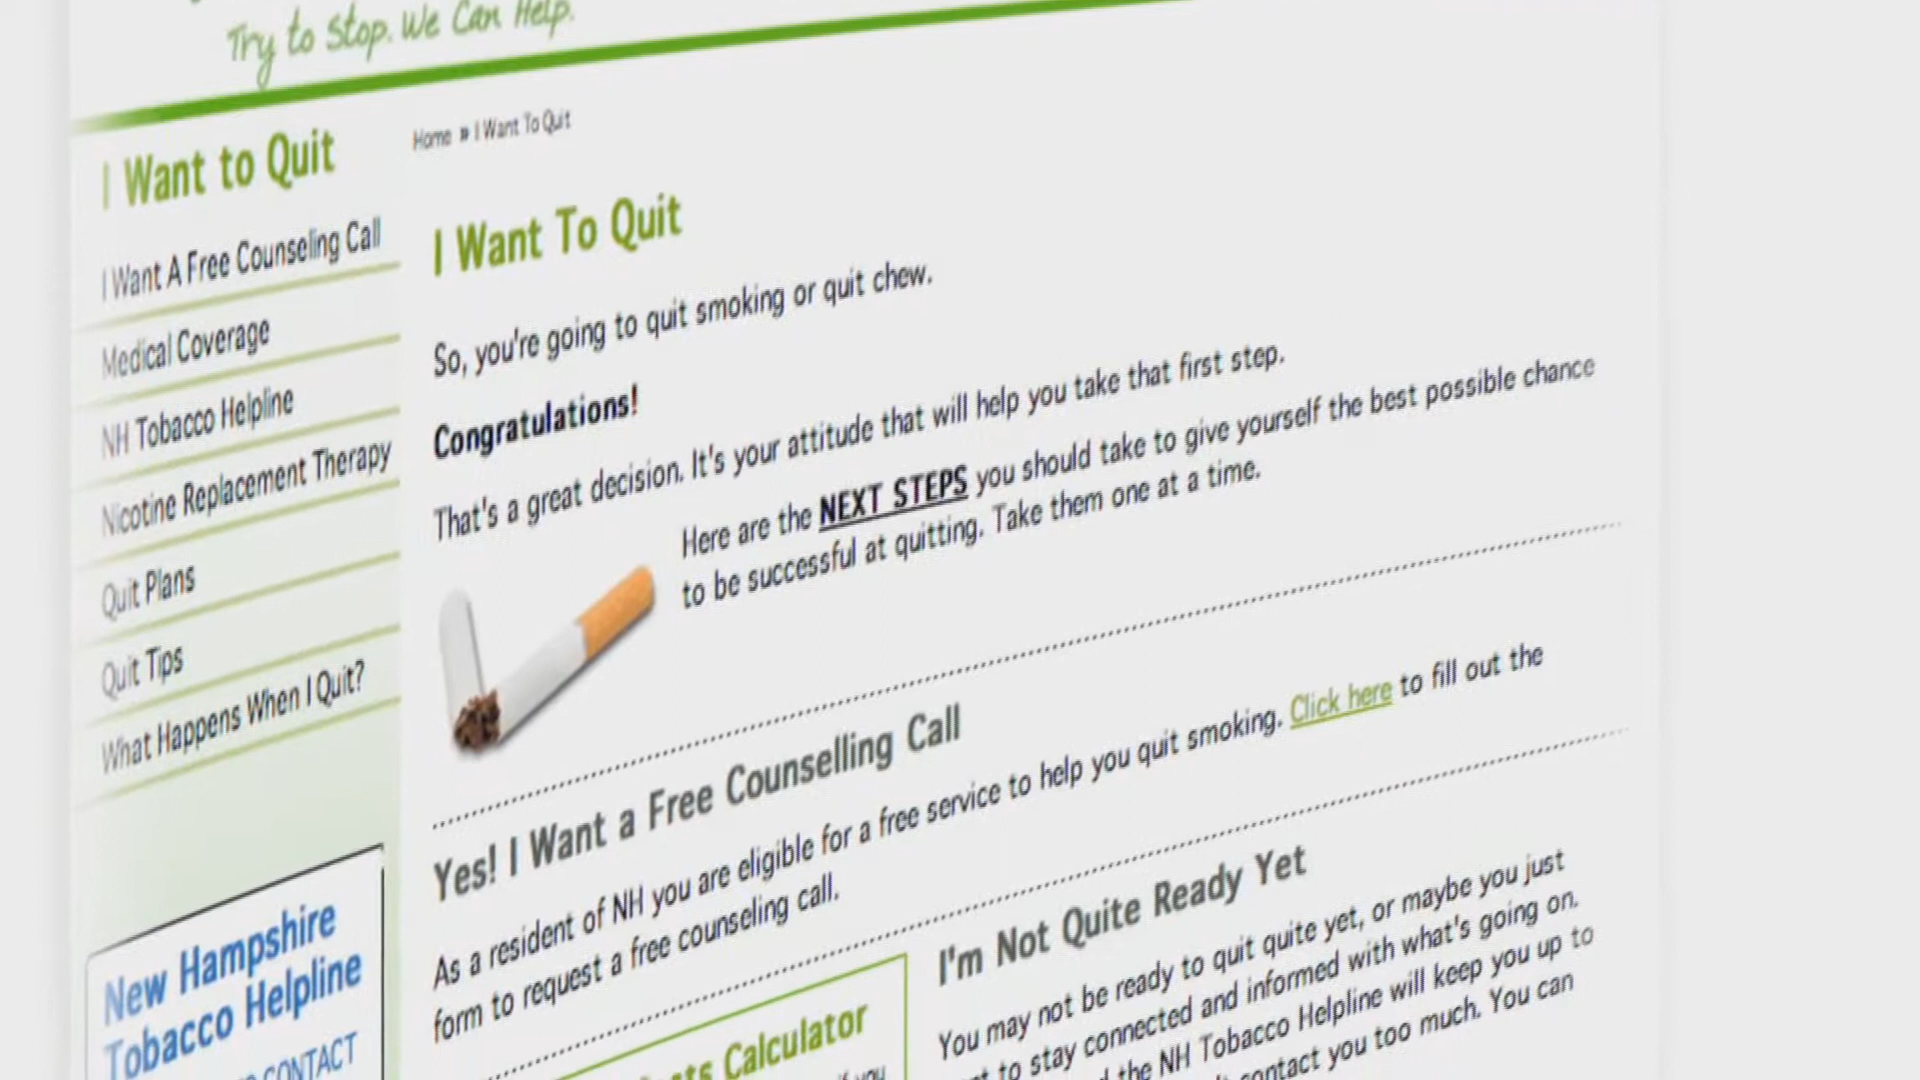 Try to Stop. We Can Help.
I Want to Quit
I Want A Free Counseling Call
Medical Coverage
NH Tobacco Helpline
Nicotine Replacement Therapy
Quit Plans
Quit Tips
What Happens When I Quit?
New Hampshire
Tobacco Helpline
CONTACT
Home » I Want To Quit
I Want To Quit
So, you're going to quit smoking or quit chew.
Congratulations!
That's a great decision. It's your attitude that will help you take that first step.
Here are the NEXT STEPS you should take to give yourself the best possible chance
to be successful at quitting. Take them one at a time.
Yes! I Want a Free Counselling Call
As a resident of NH you are eligible for a free service to help you quit smoking. Click here to fill out the
form to request a free counseling call.
Calculator
if you
I'm Not Quite Ready Yet
You may not be ready to quit quite yet, or maybe you just
to stay connected and informed with what's going on.
the NH Tobacco Helpline will keep you up to
contact you too much. You can